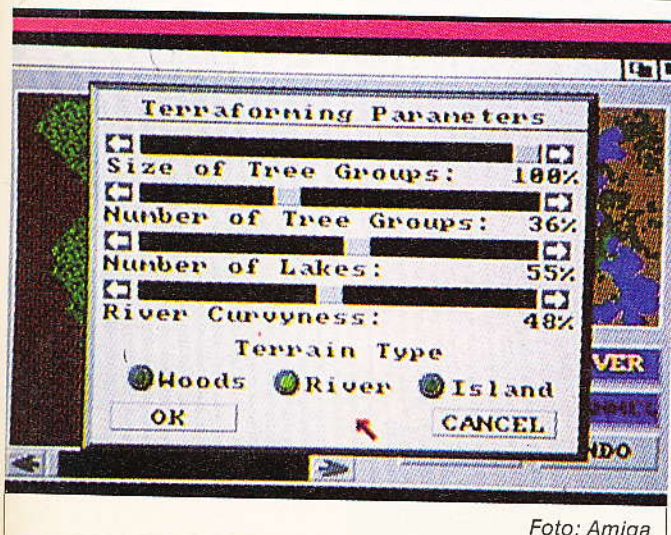 Terraforming Parameters
Size of Tree Groups: 100%
Number of Tree Groups: 36%
Number of Lakes: 55%
River Curvyness: 48%
Terrain Type
Woods River Island
OK CANCEL
VER
NDO
Foto: Amiga